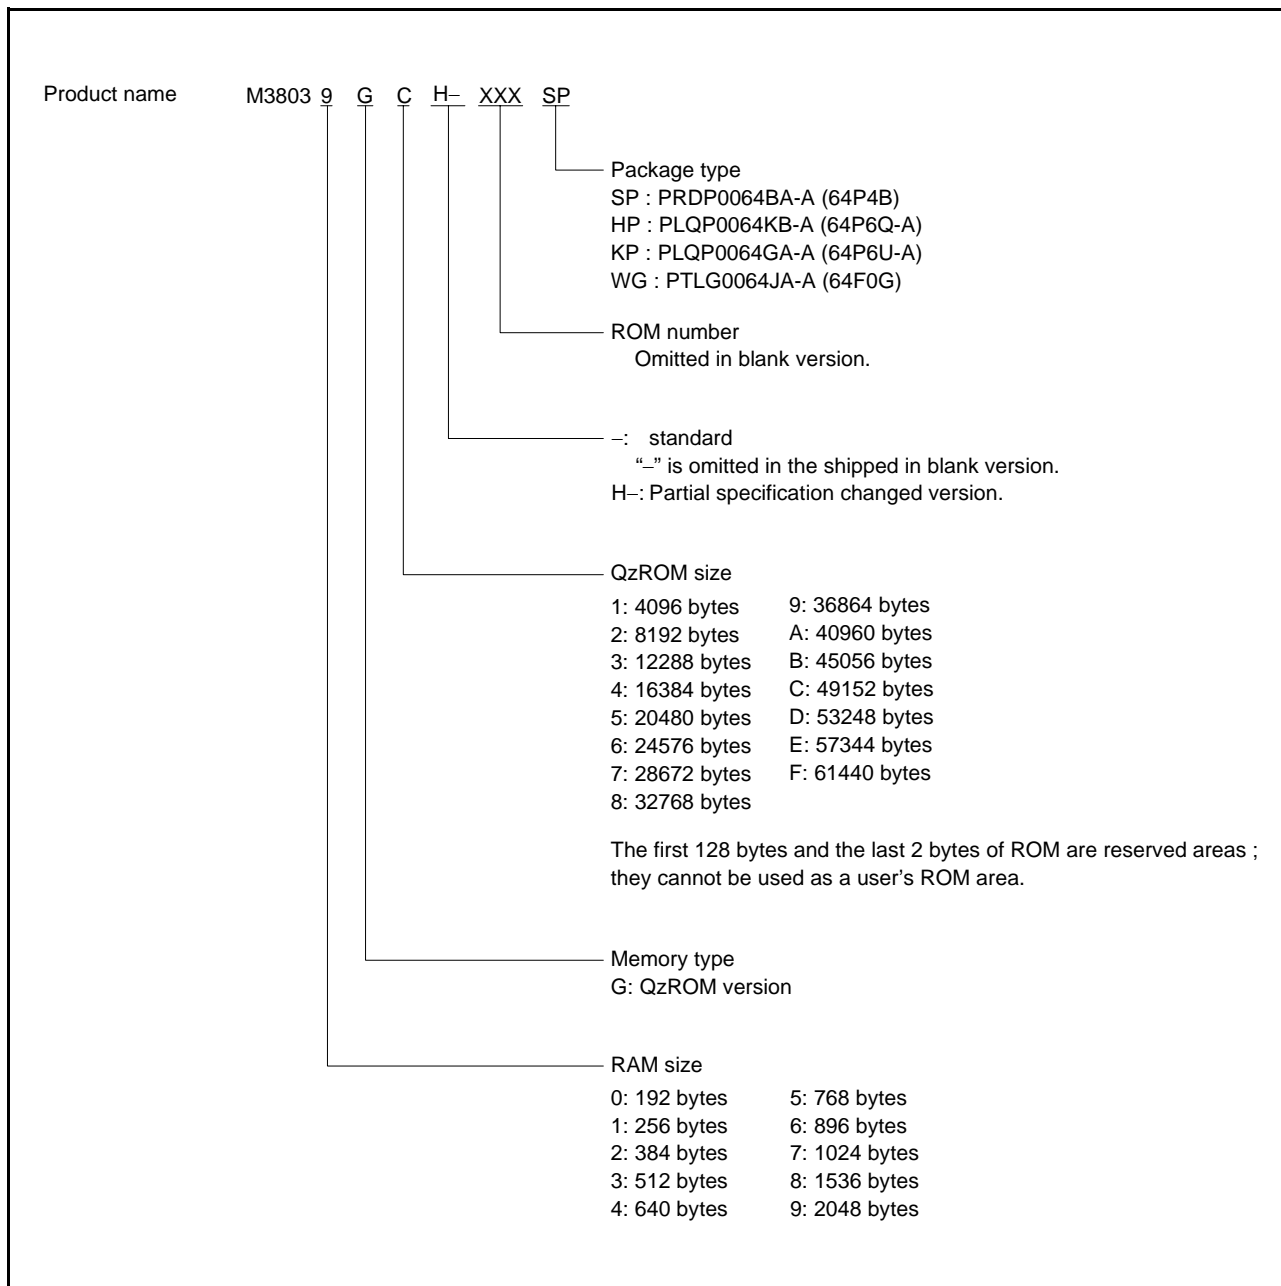 Product name M3803 9 G C H– XXX SP
Package type
SP : PRDP0064BA-A (64P4B)
HP : PLQP0064KB-A (64P6Q-A)
KP : PLQP0064GA-A (64P6U-A)
WG : PTLG0064JA-A (64F0G)
ROM number
Omitted in blank version.
–: standard
“–” is omitted in the shipped in blank version.
H–: Partial specification changed version.
QzROM size
1: 4096 bytes 9: 36864 bytes
2: 8192 bytes A: 40960 bytes
3: 12288 bytes B: 45056 bytes
4: 16384 bytes C: 49152 bytes
5: 20480 bytes D: 53248 bytes
6: 24576 bytes E: 57344 bytes
7: 28672 bytes F: 61440 bytes
8: 32768 bytes
The first 128 bytes and the last 2 bytes of ROM are reserved areas ;
they cannot be used as a user’s ROM area.
Memory type
G: QzROM version
RAM size
0: 192 bytes 5: 768 bytes
1: 256 bytes 6: 896 bytes
2: 384 bytes 7: 1024 bytes
3: 512 bytes 8: 1536 bytes
4: 640 bytes 9: 2048 bytes